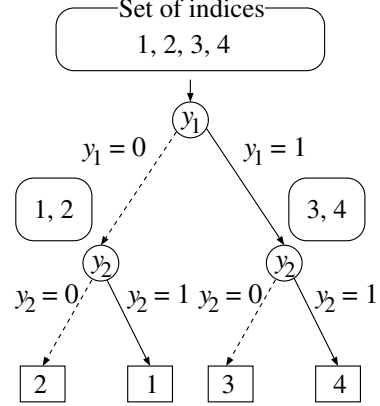 Set of indices
1, 2, 3, 4
y1
y1 = 0
y1 = 1
1, 2
3, 4
y2
y2
y2 = 0
y2 = 1
y2 = 0
y2 = 1
2
1
3
4